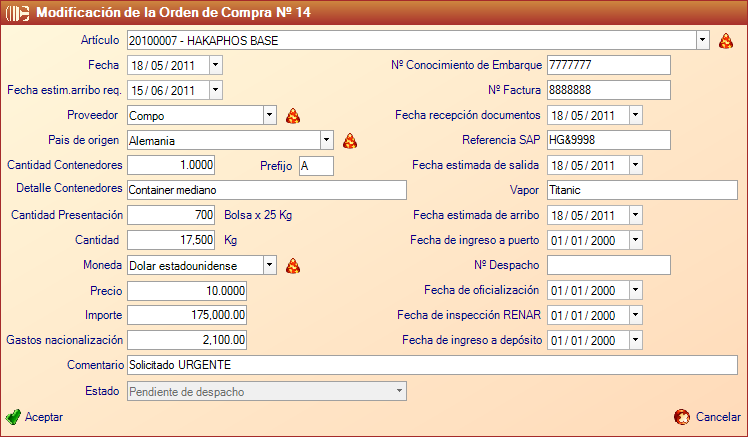 Modificación de la Orden de Compra Nº 14
Artículo 20100007 - HAKAPHOS BASE
Fecha 18/05/2011 Nº Conocimiento de Embarque 7777777
Fecha estim.arribo req. 15/06/2011 Nº Factura 8888888
Proveedor Compo Fecha recepción documentos 18/05/2011
Pais de origen Alemania Referencia SAP HG&9998
Cantidad Contenedores 1.0000 Prefijo A Fecha estimada de salida 18/05/2011
Detalle Contenedores Container mediano Vapor Titanic
Cantidad Presentación 700 Bolsa x 25 Kg Fecha estimada de arribo 18/05/2011
Cantidad 17,500 Kg Fecha de ingreso a puerto 01/01/2000
Moneda Dolar estadounidense Nº Despacho
Precio 10.0000 Fecha de oficialización 01/01/2000
Importe 175,000.00 Fecha de inspección RENAR 01/01/2000
Gastos nacionalización 2,100.00 Fecha de ingreso a depósito 01/01/2000
Comentario Solicitado URGENTE
Estado Pendiente de despacho
Aceptar Cancelar